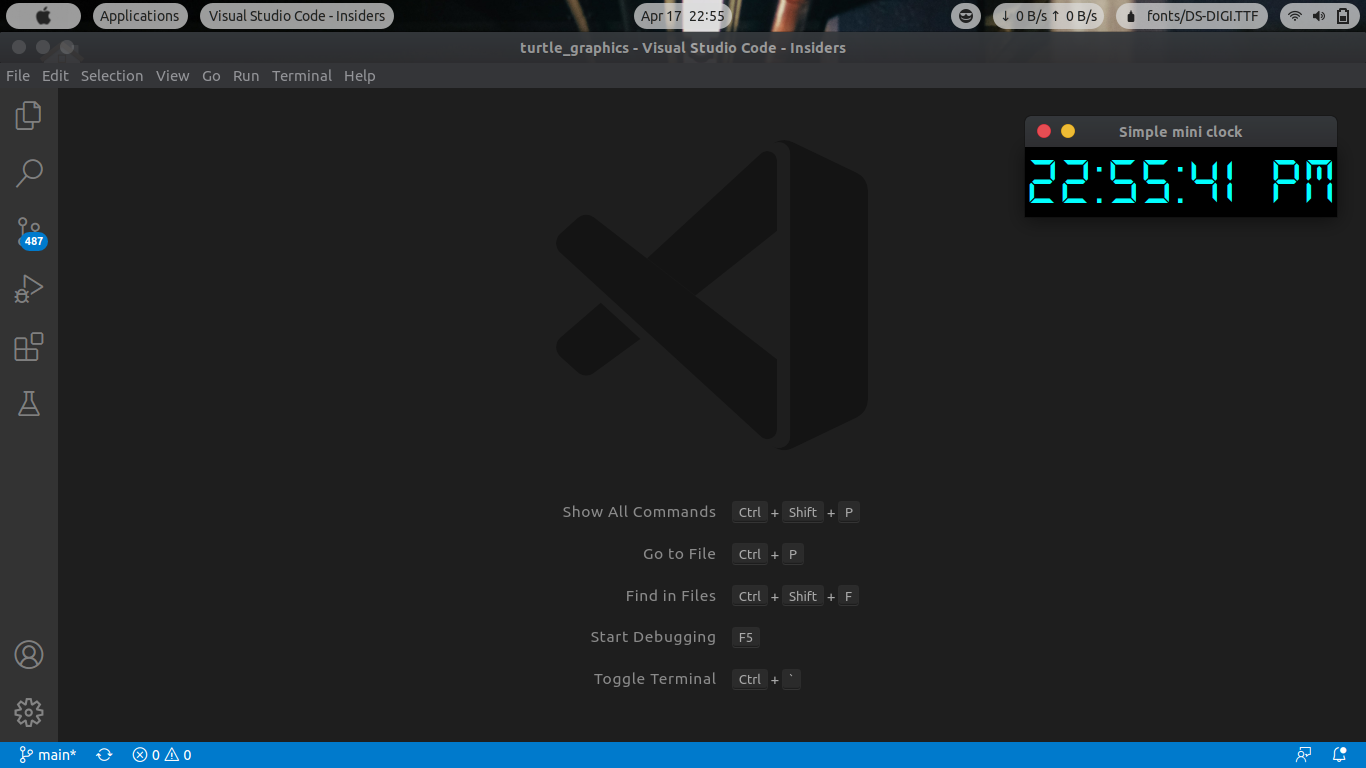 Applications Visual Studio Code - Insiders Apr 17 22:55 ↓ 0 B/s ↑ 0 B/s fonts/DS-DIGI.TTF
turtle_graphics - Visual Studio Code - Insiders
File Edit Selection View Go Run Terminal Help
Simple mini clock
22:55:41 PM
487
Show All Commands Ctrl + Shift + P
Go to File Ctrl + P
Find in Files Ctrl + Shift + F
Start Debugging F5
Toggle Terminal Ctrl + `
main* 0 0